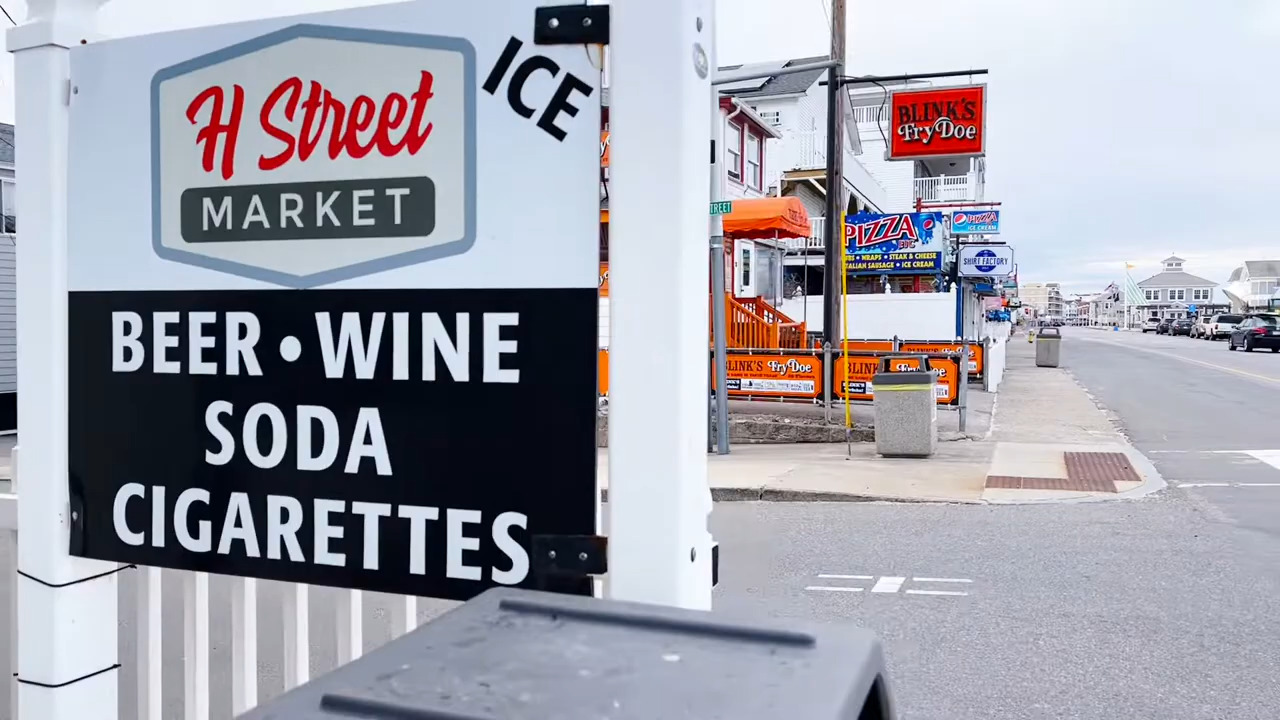 H Street
MARKET
ICE
BEER • WINE
SODA
CIGARETTES
BLINK'S
Fry Doe
STREET
PIZZA
WRAPS • STEAK & CHEESE
ITALIAN SAUSAGE • ICE CREAM
PIZZA
ICE CREAM
SHIRT FACTORY
BLINK'S Fry Doe
BLINK'S